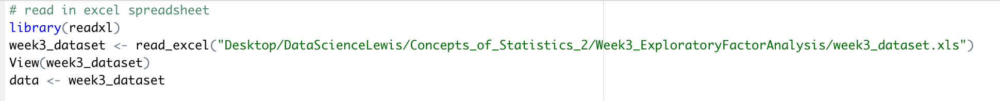 # read in excel spreadsheet
library(readxl)
week3_dataset <- read_excel("Desktop/DataScienceLewis/Concepts_of_Statistics_2/Week3_ExploratoryFactorAnalysis/week3_dataset.xls")
View(week3_dataset)
data <- week3_dataset